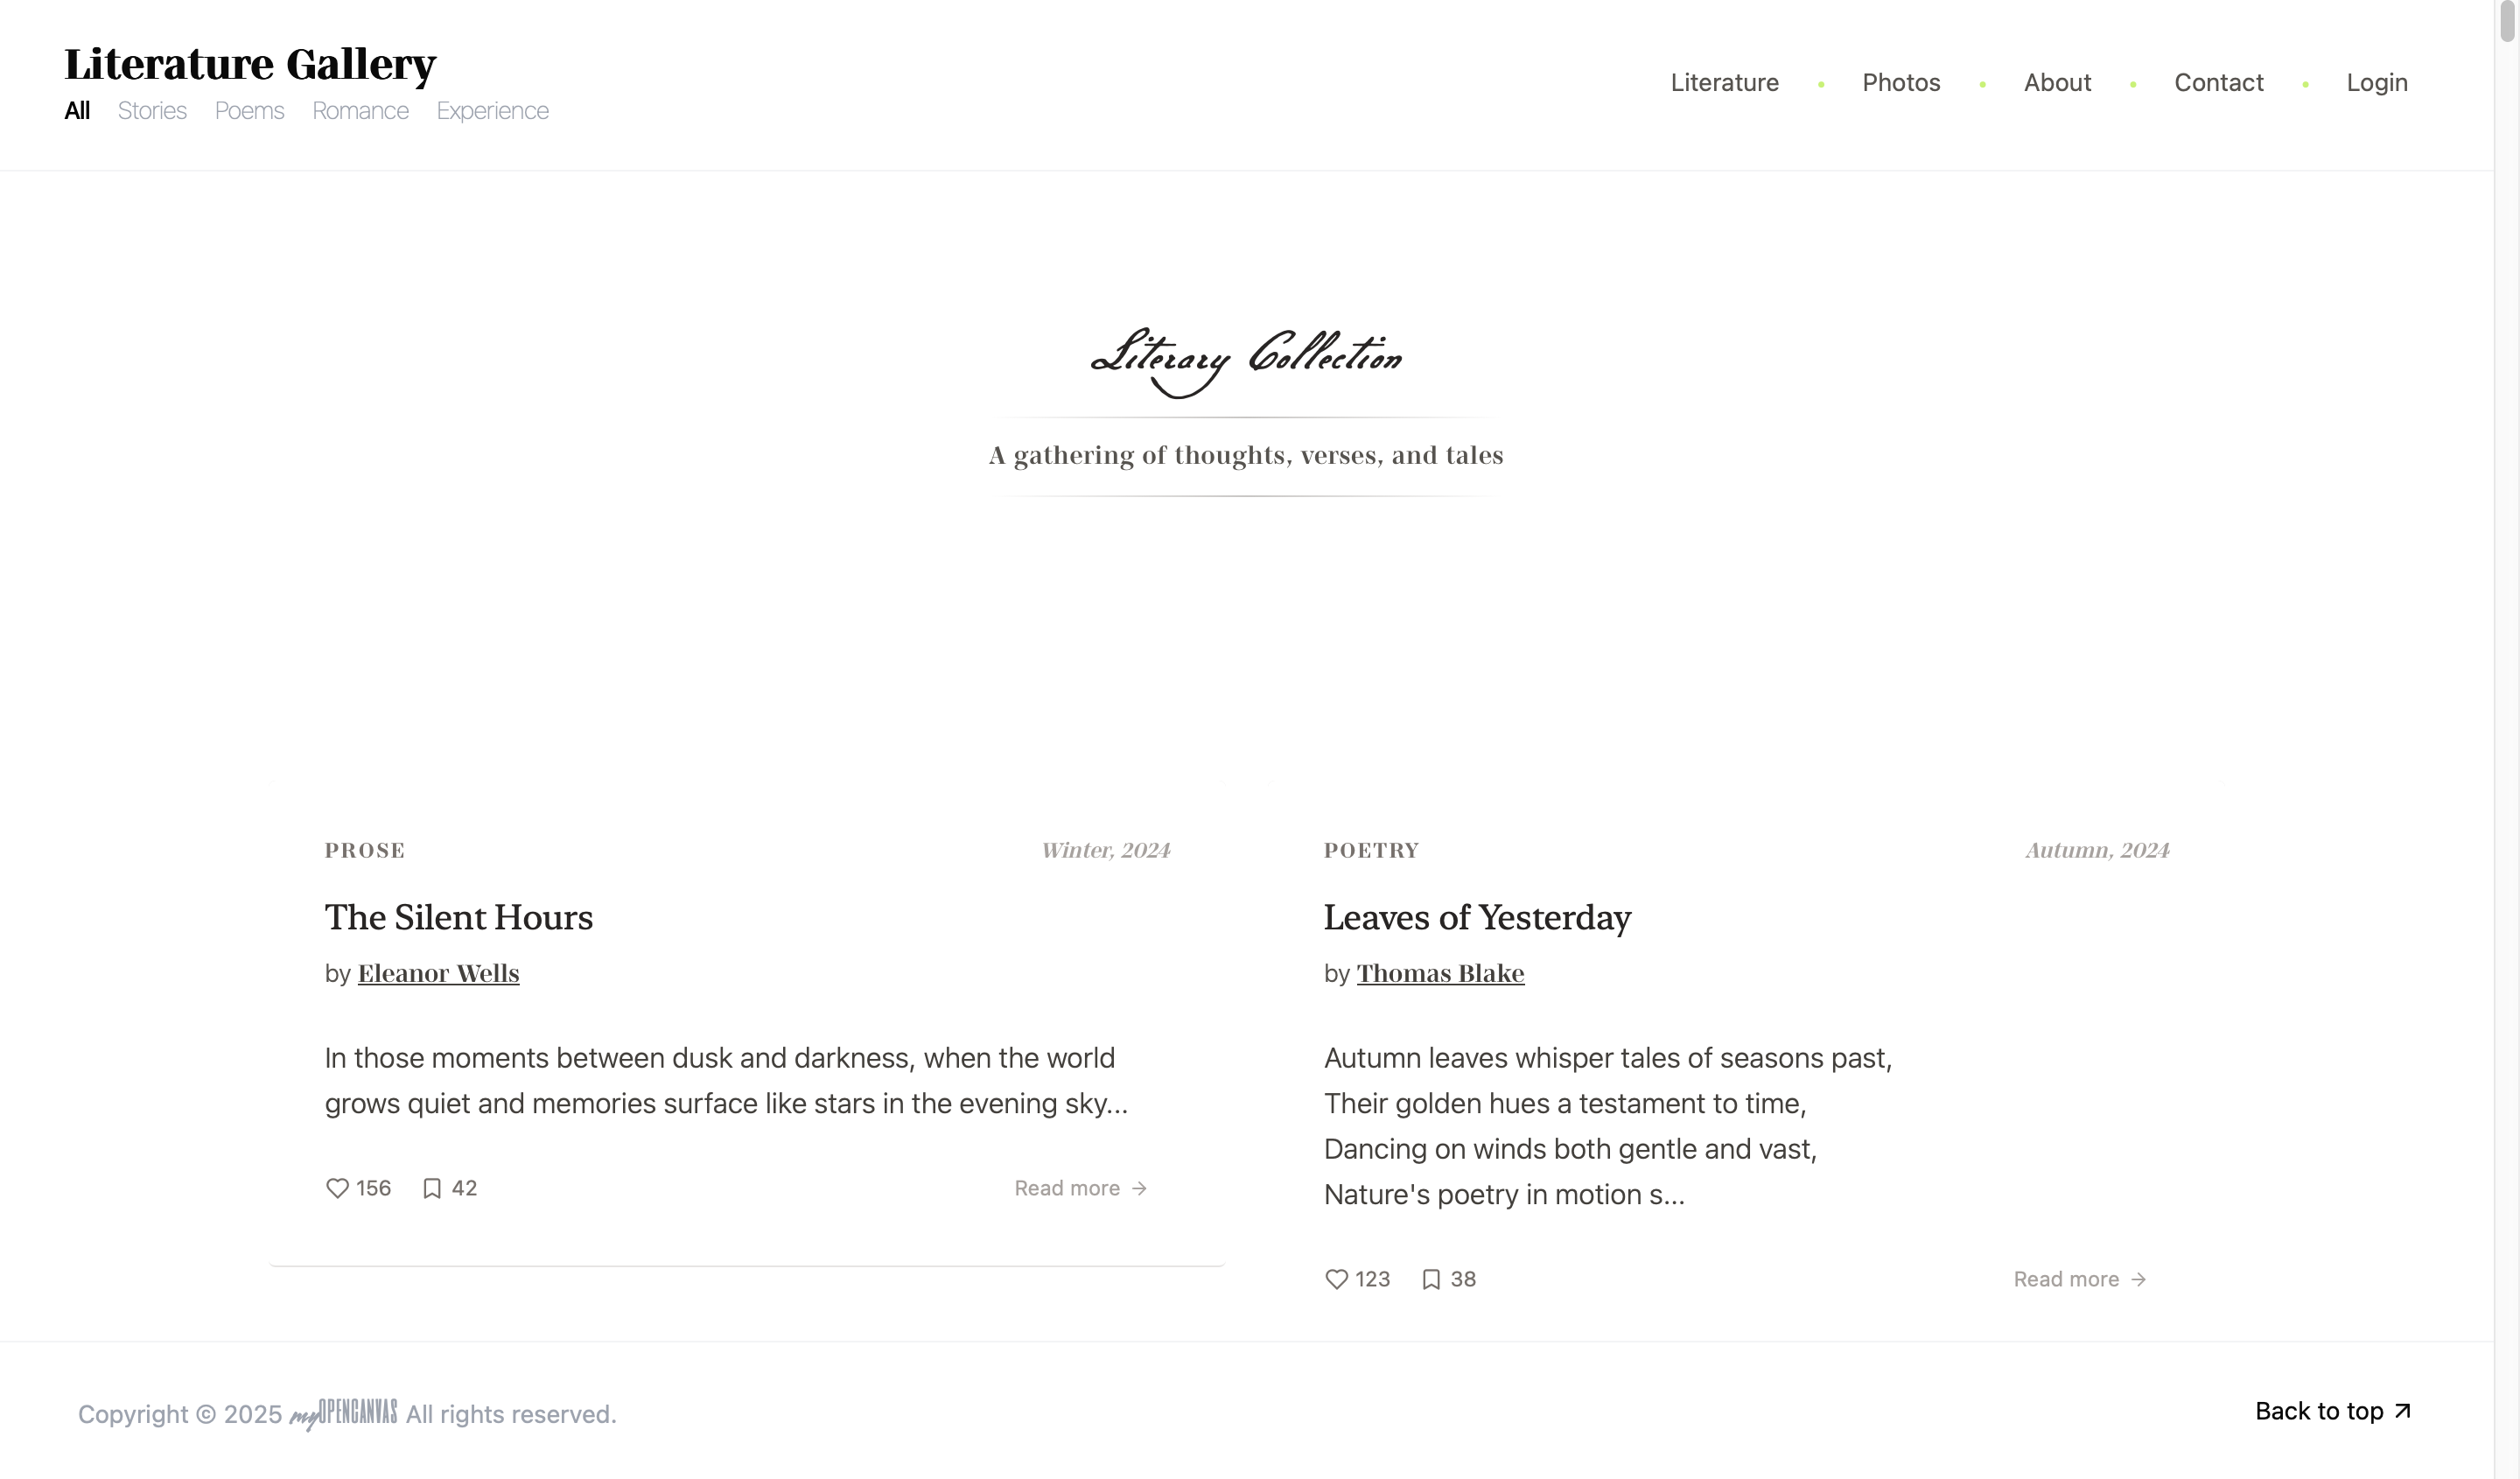 Literature Gallery
All Stories Poems Romance Experience
Literature • Photos • About • Contact • Login
Literary Collection
A gathering of thoughts, verses, and tales
PROSE Winter, 2024
The Silent Hours
by Eleanor Wells
In those moments between dusk and darkness, when the world
grows quiet and memories surface like stars in the evening sky...
156 42 Read more →
POETRY Autumn, 2024
Leaves of Yesterday
by Thomas Blake
Autumn leaves whisper tales of seasons past,
Their golden hues a testament to time,
Dancing on winds both gentle and vast,
Nature's poetry in motion s...
123 38 Read more →
Copyright © 2025 myOPENCANVAS All rights reserved.
Back to top ↗